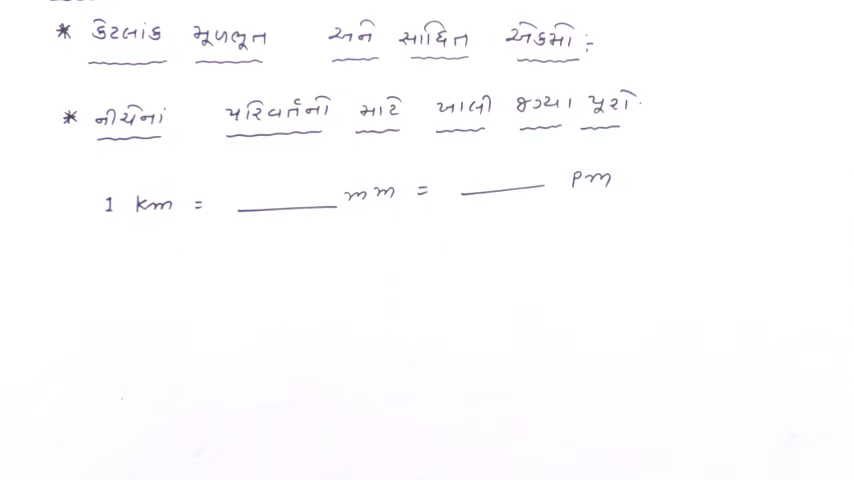 * કેટલાંક મૂળભૂત અને સાધિત એકમો :-
* નીચેનાં પરિવર્તનો માટે ખાલી જગ્યા પૂરો.
1 km = ______ mm = ______ pm